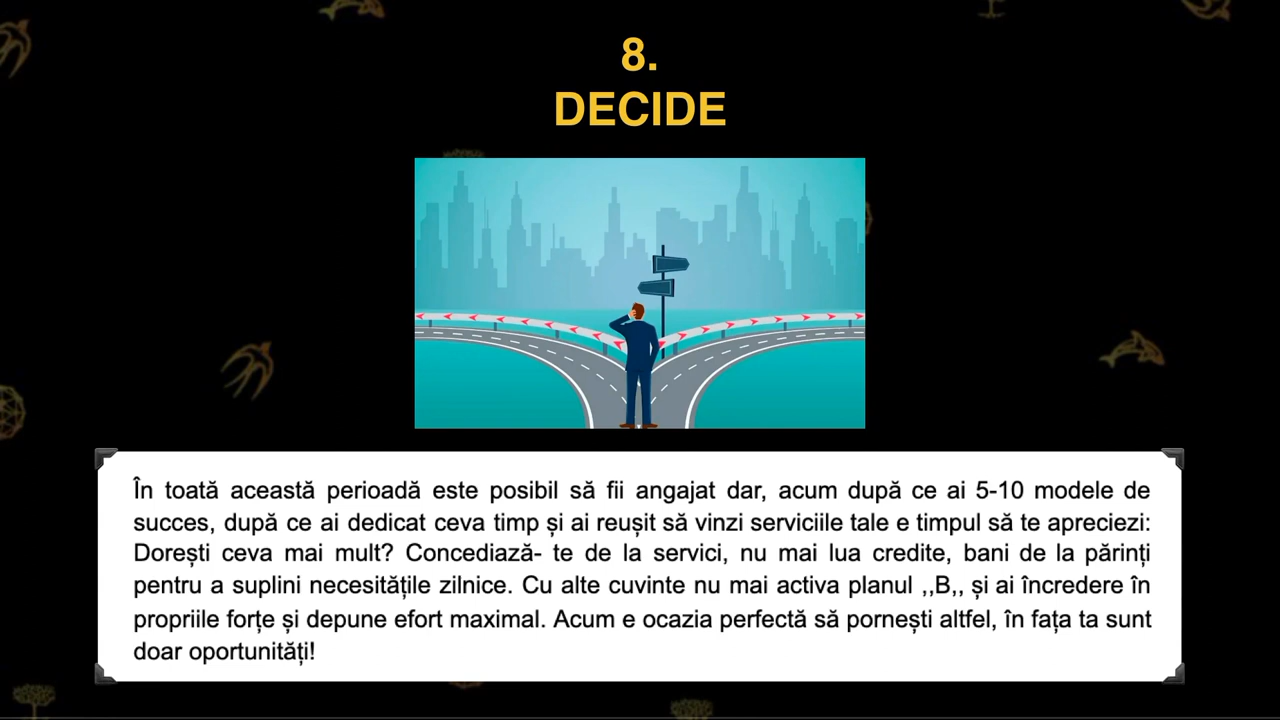 8.
DECIDE
În toată această perioadă este posibil să fii angajat dar, acum după ce ai 5-10 modele de
succes, după ce ai dedicat ceva timp și ai reușit să vinzi serviciile tale e timpul să te apreciezi:
Dorești ceva mai mult? Concediază- te de la servici, nu mai lua credite, bani de la părinți
pentru a suplini necesitățile zilnice. Cu alte cuvinte nu mai activa planul ,,B,, și ai încredere în
propriile forțe și depune efort maximal. Acum e ocazia perfectă să pornești altfel, în fața ta sunt
doar oportunități!